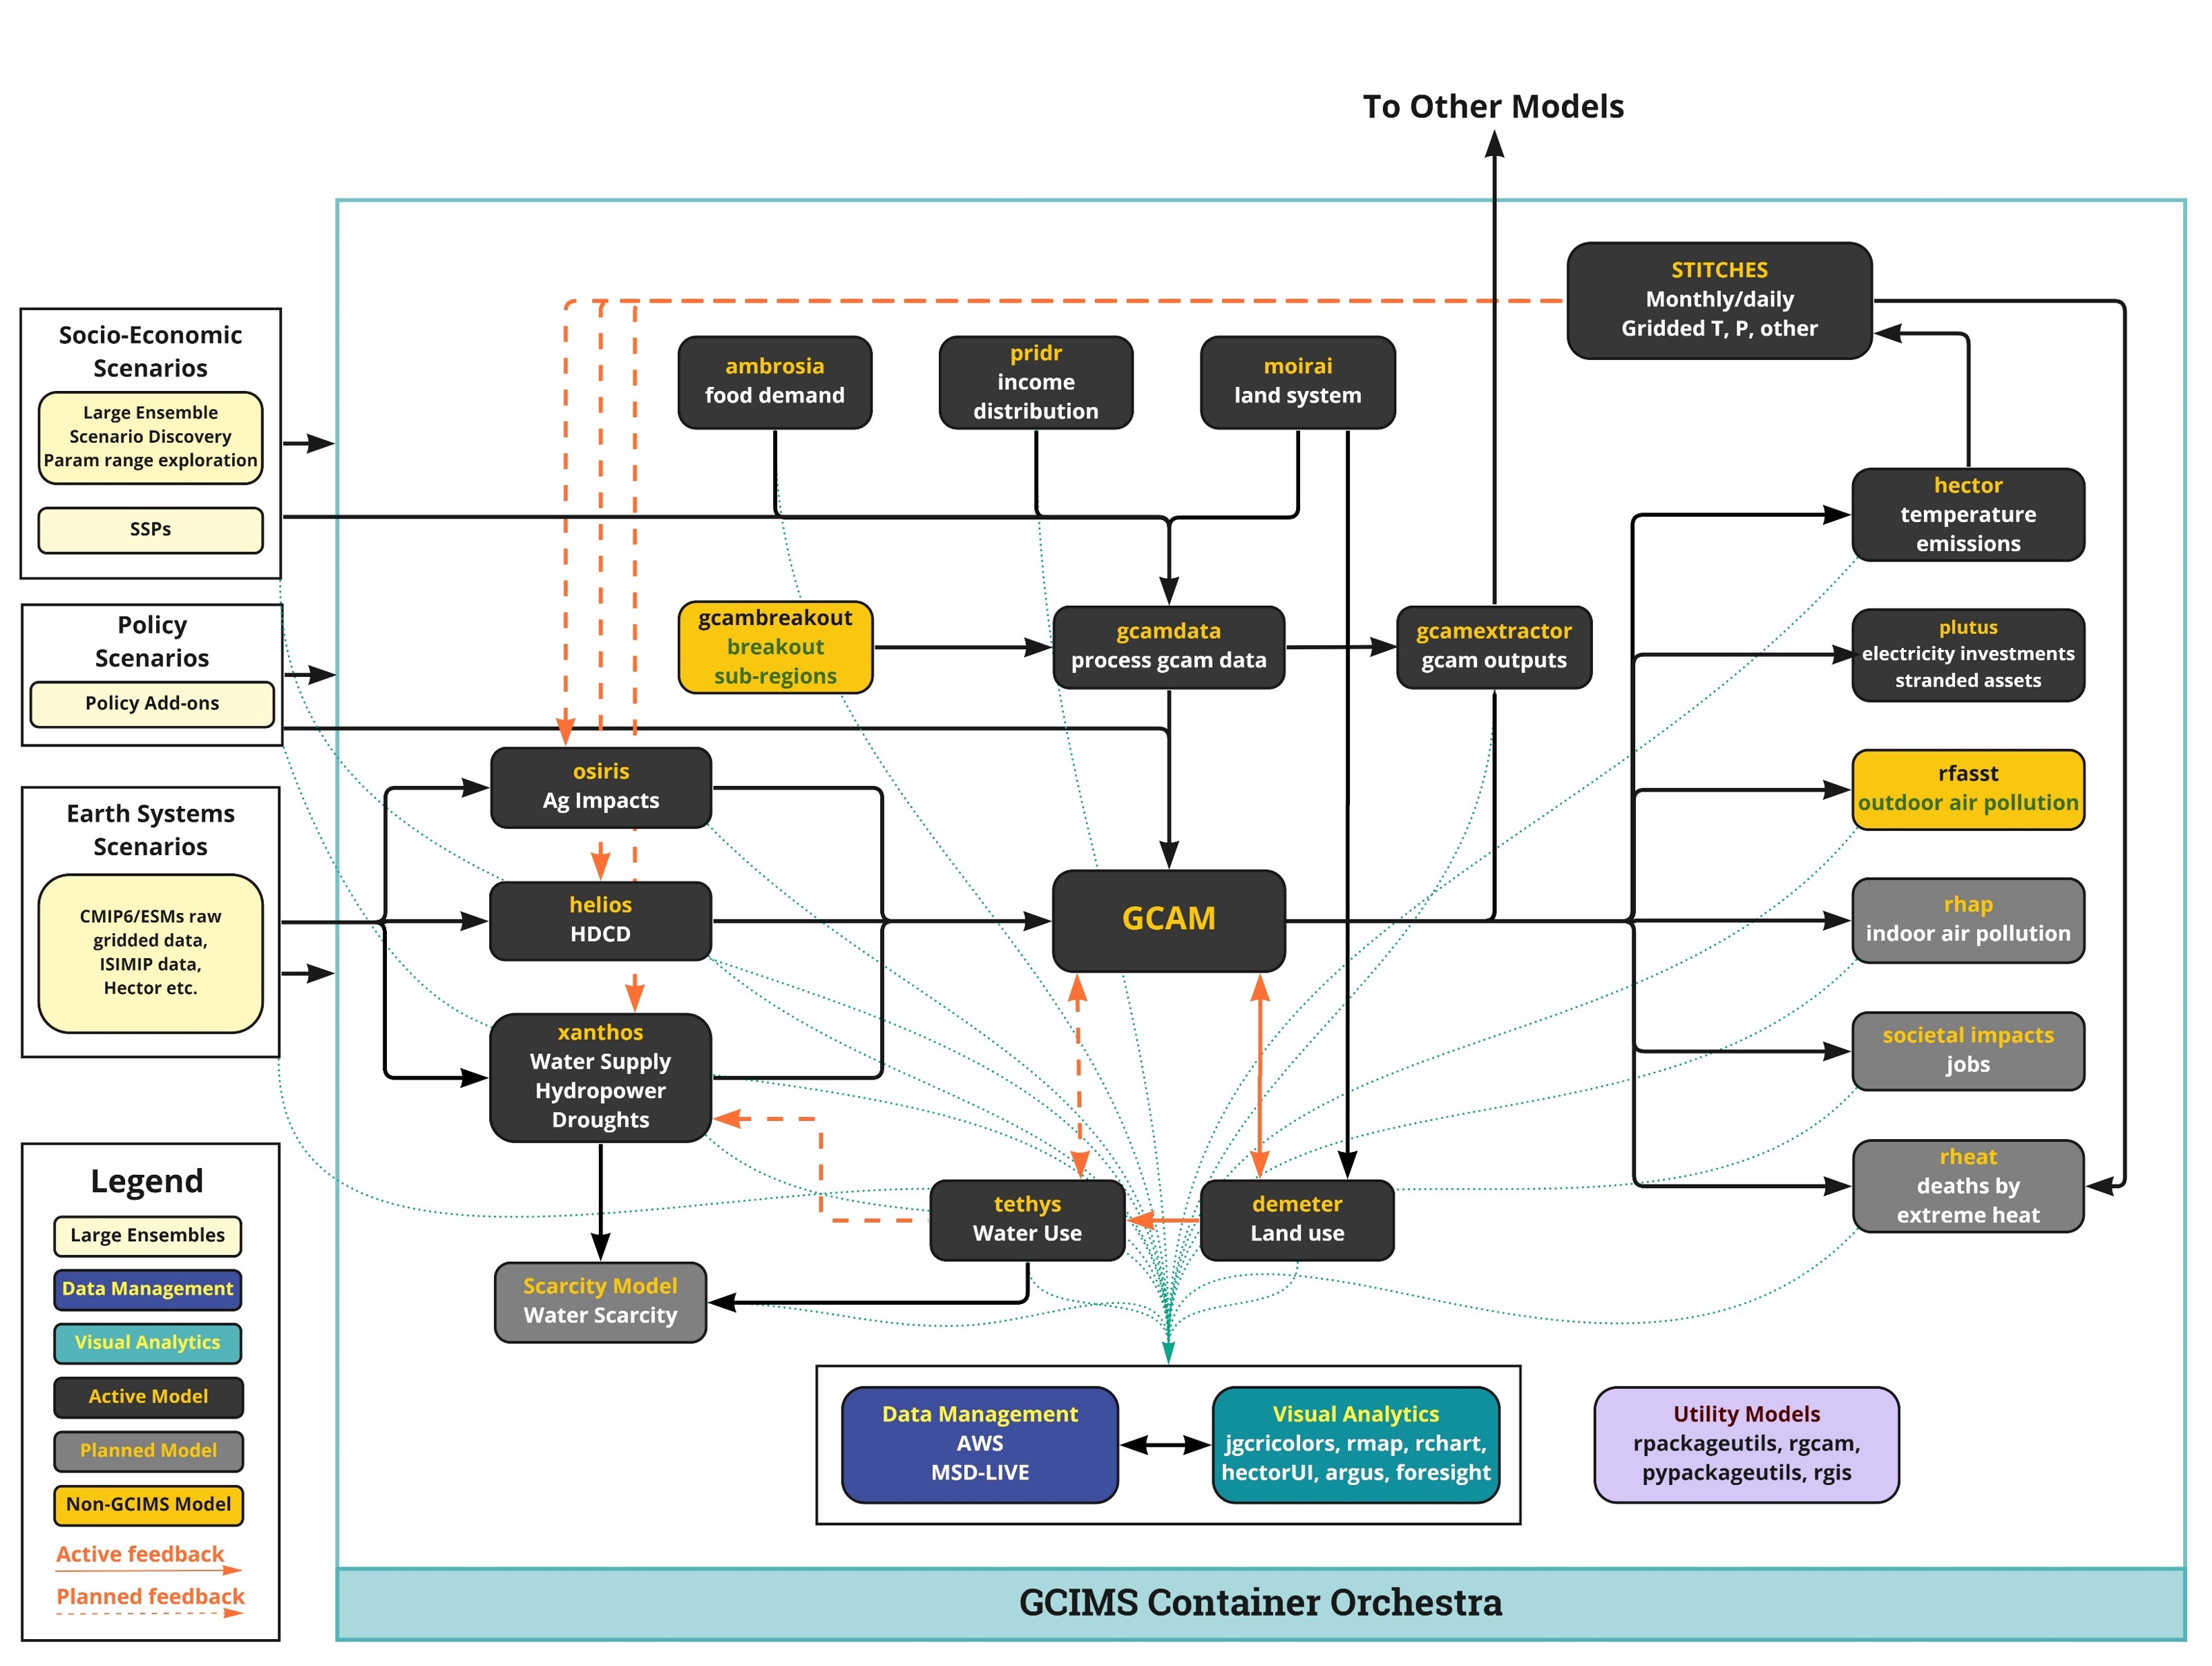 To Other Models
Socio-Economic
Scenarios
Large Ensemble
Scenario Discovery
Param range exploration
SSPs
Policy
Scenarios
Policy Add-ons
Earth Systems
Scenarios
CMIP6/ESMs raw
gridded data,
ISIMIP data,
Hector etc.
Legend
Large Ensembles
Data Management
Visual Analytics
Active Model
Planned Model
Non-GCIMS Model
Active feedback
Planned feedback
STITCHES
Monthly/daily
Gridded T, P, other
ambrosia
food demand
pridr
income
distribution
moirai
land system
gcambreakout
breakout
sub-regions
gcamdata
process gcam data
gcamextractor
gcam outputs
hector
temperature
emissions
plutus
electricity investments
stranded assets
rfasst
outdoor air pollution
rhap
indoor air pollution
societal impacts
jobs
rheat
deaths by
extreme heat
osiris
Ag Impacts
helios
HDCD
xanthos
Water Supply
Hydropower
Droughts
GCAM
tethys
Water Use
demeter
Land use
Scarcity Model
Water Scarcity
Data Management
AWS
MSD-LIVE
Visual Analytics
jgcricolors, rmap, rchart,
hectorUI, argus, foresight
Utility Models
rpackageutils, rgcam,
pypackageutils, rgis
GCIMS Container Orchestra